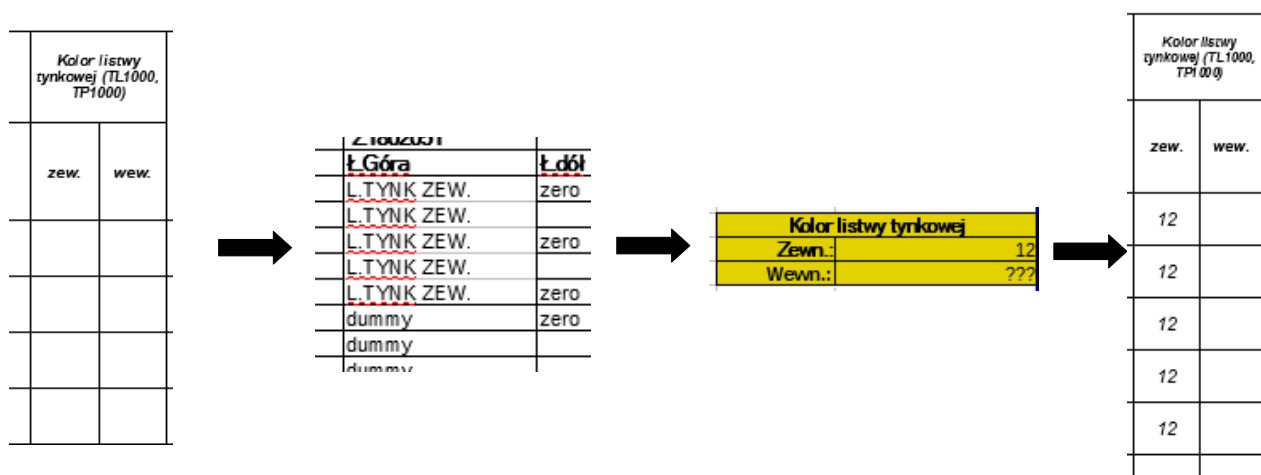 Kolor listwy
tynkowej (TL1000,
TP1000)
zew. wew.
Ł.Góra Ł.dół
L.TYNK ZEW. zero
L.TYNK ZEW.
L.TYNK ZEW. zero
L.TYNK ZEW.
L.TYNK ZEW. zero
dummy zero
dummy
dummy
Kolor listwy tynkowej
Zewn.: 12
Wewn.: ???
Kolor listwy
tynkowej (TL1000,
TP1000)
zew. wew.
12
12
12
12
12